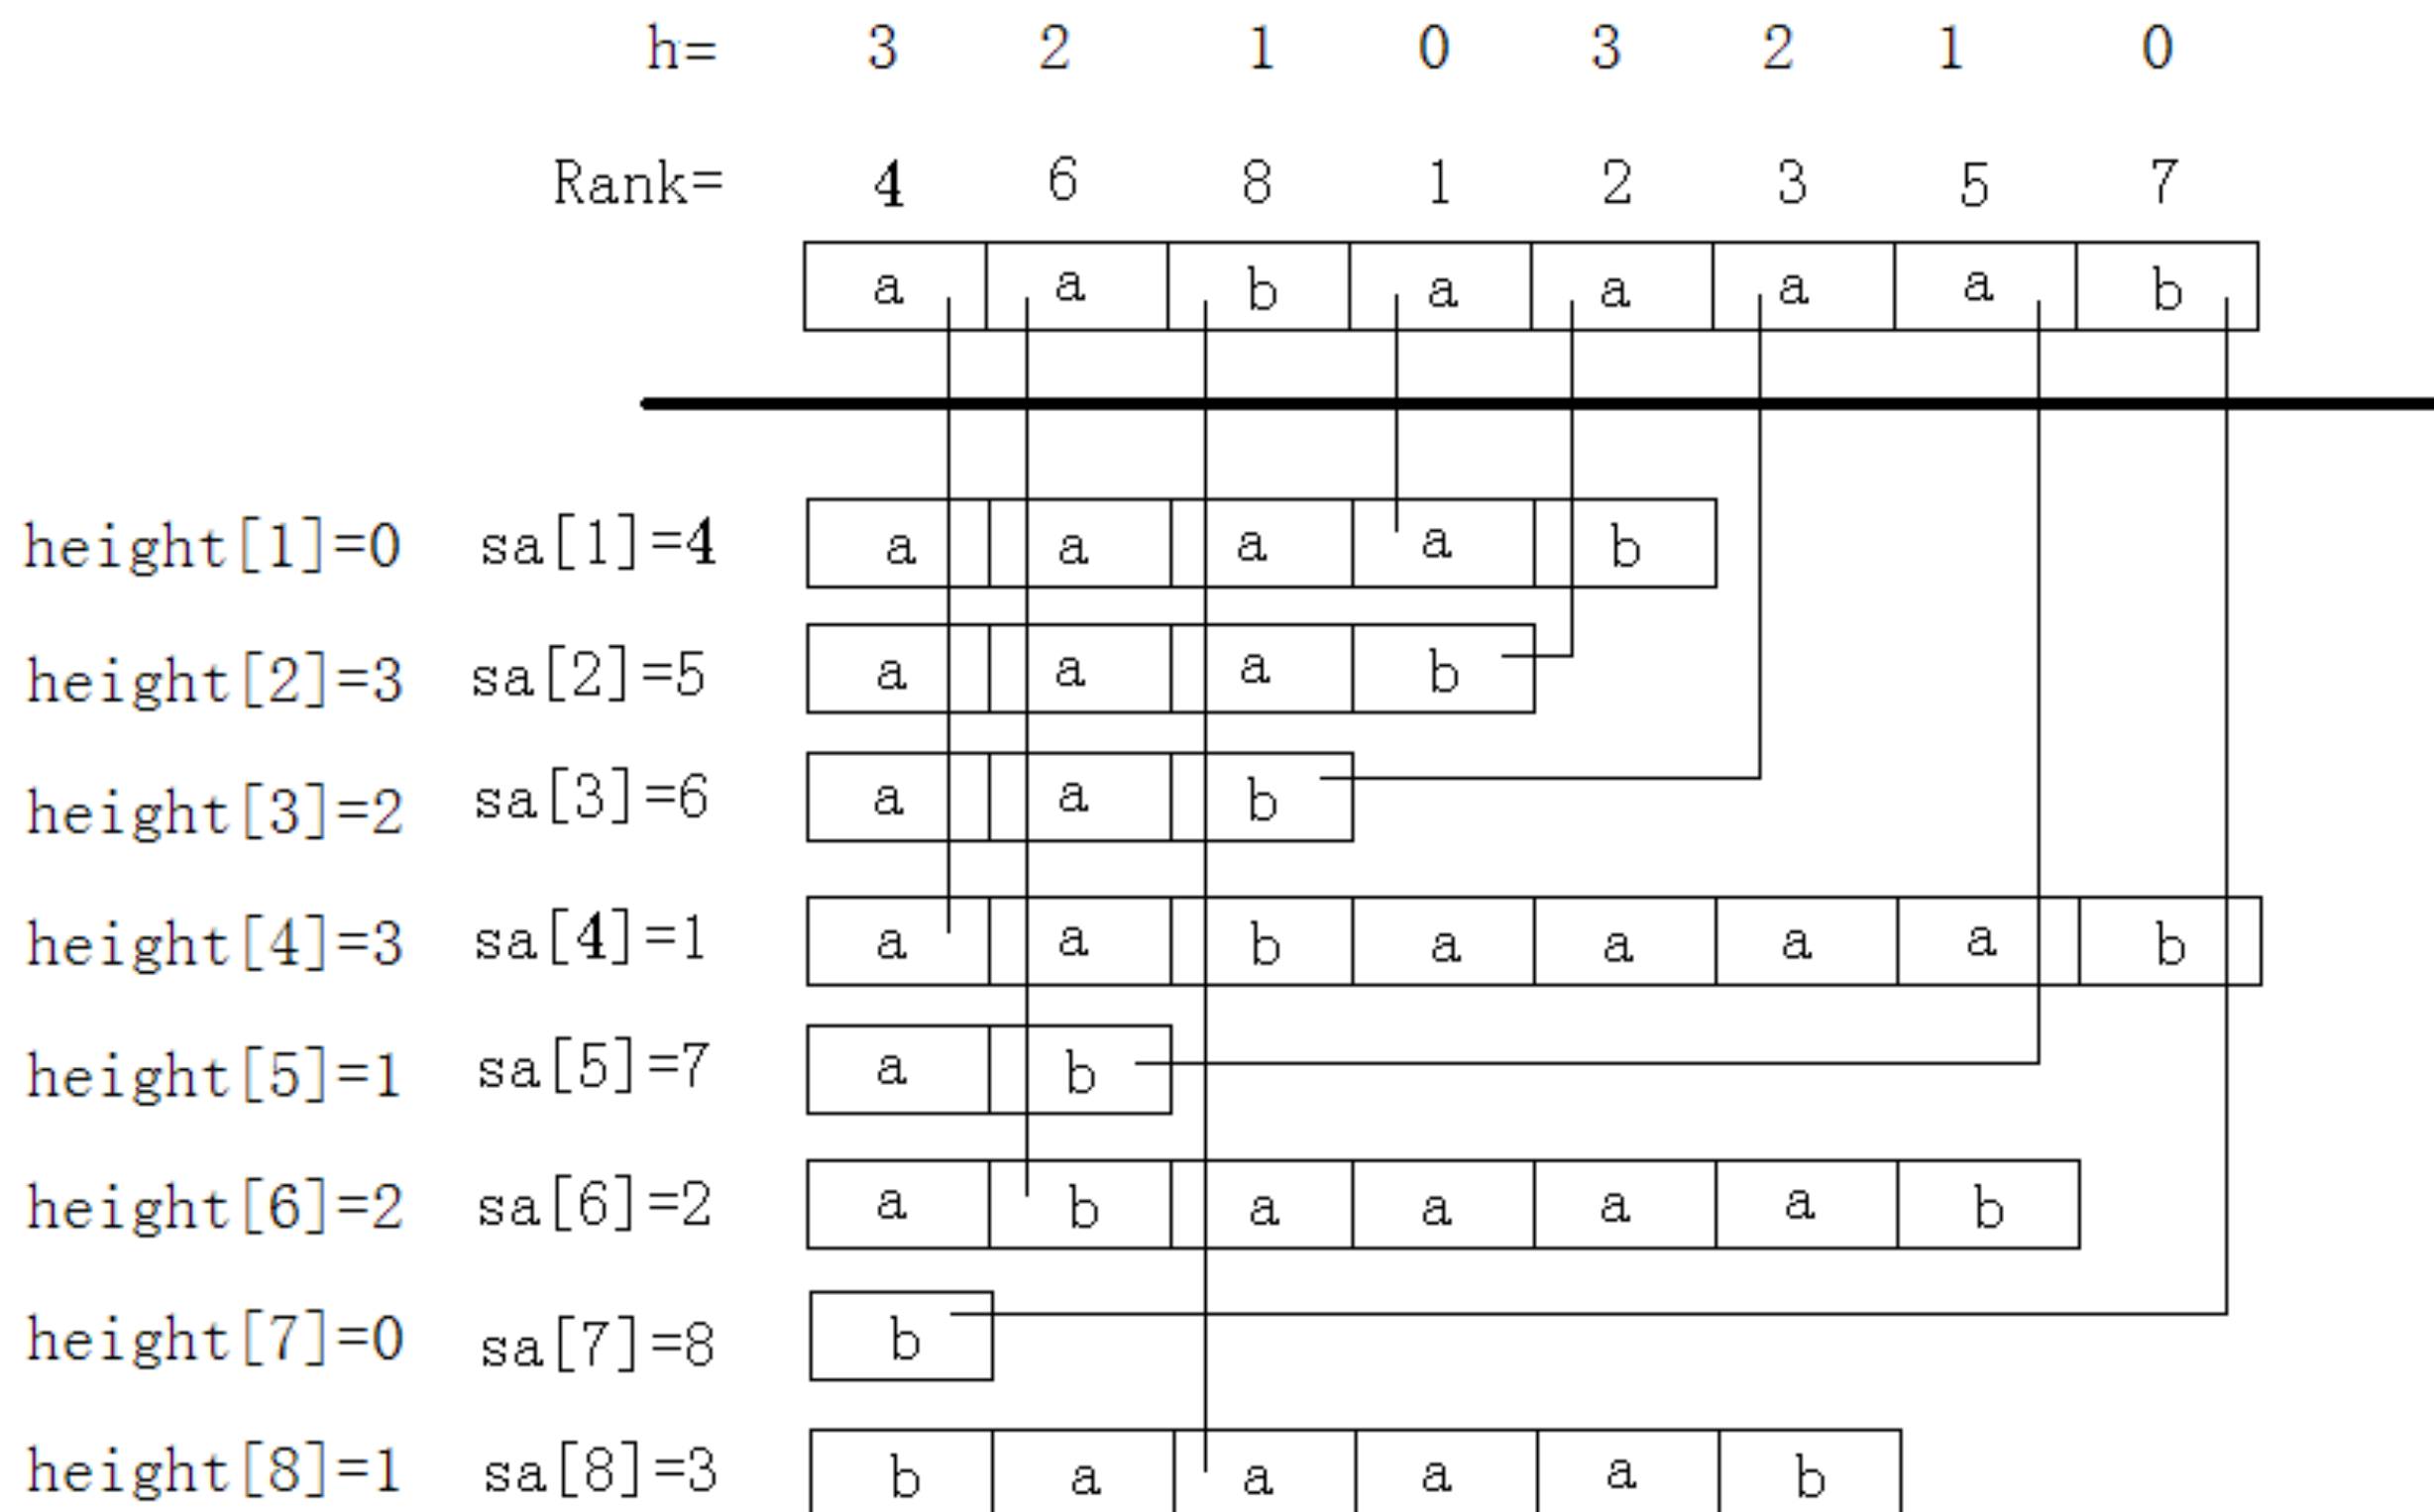 h= 3 2 1 0 3 2 1 0
Rank= 4 6 8 1 2 3 5 7
a a b a a a a b
height[1]=0 sa[1]=4 a a a a b
height[2]=3 sa[2]=5 a a a b
height[3]=2 sa[3]=6 a a b
height[4]=3 sa[4]=1 a a b a a a a b
height[5]=1 sa[5]=7 a b
height[6]=2 sa[6]=2 a b a a a a b
height[7]=0 sa[7]=8 b
height[8]=1 sa[8]=3 b a a a a b